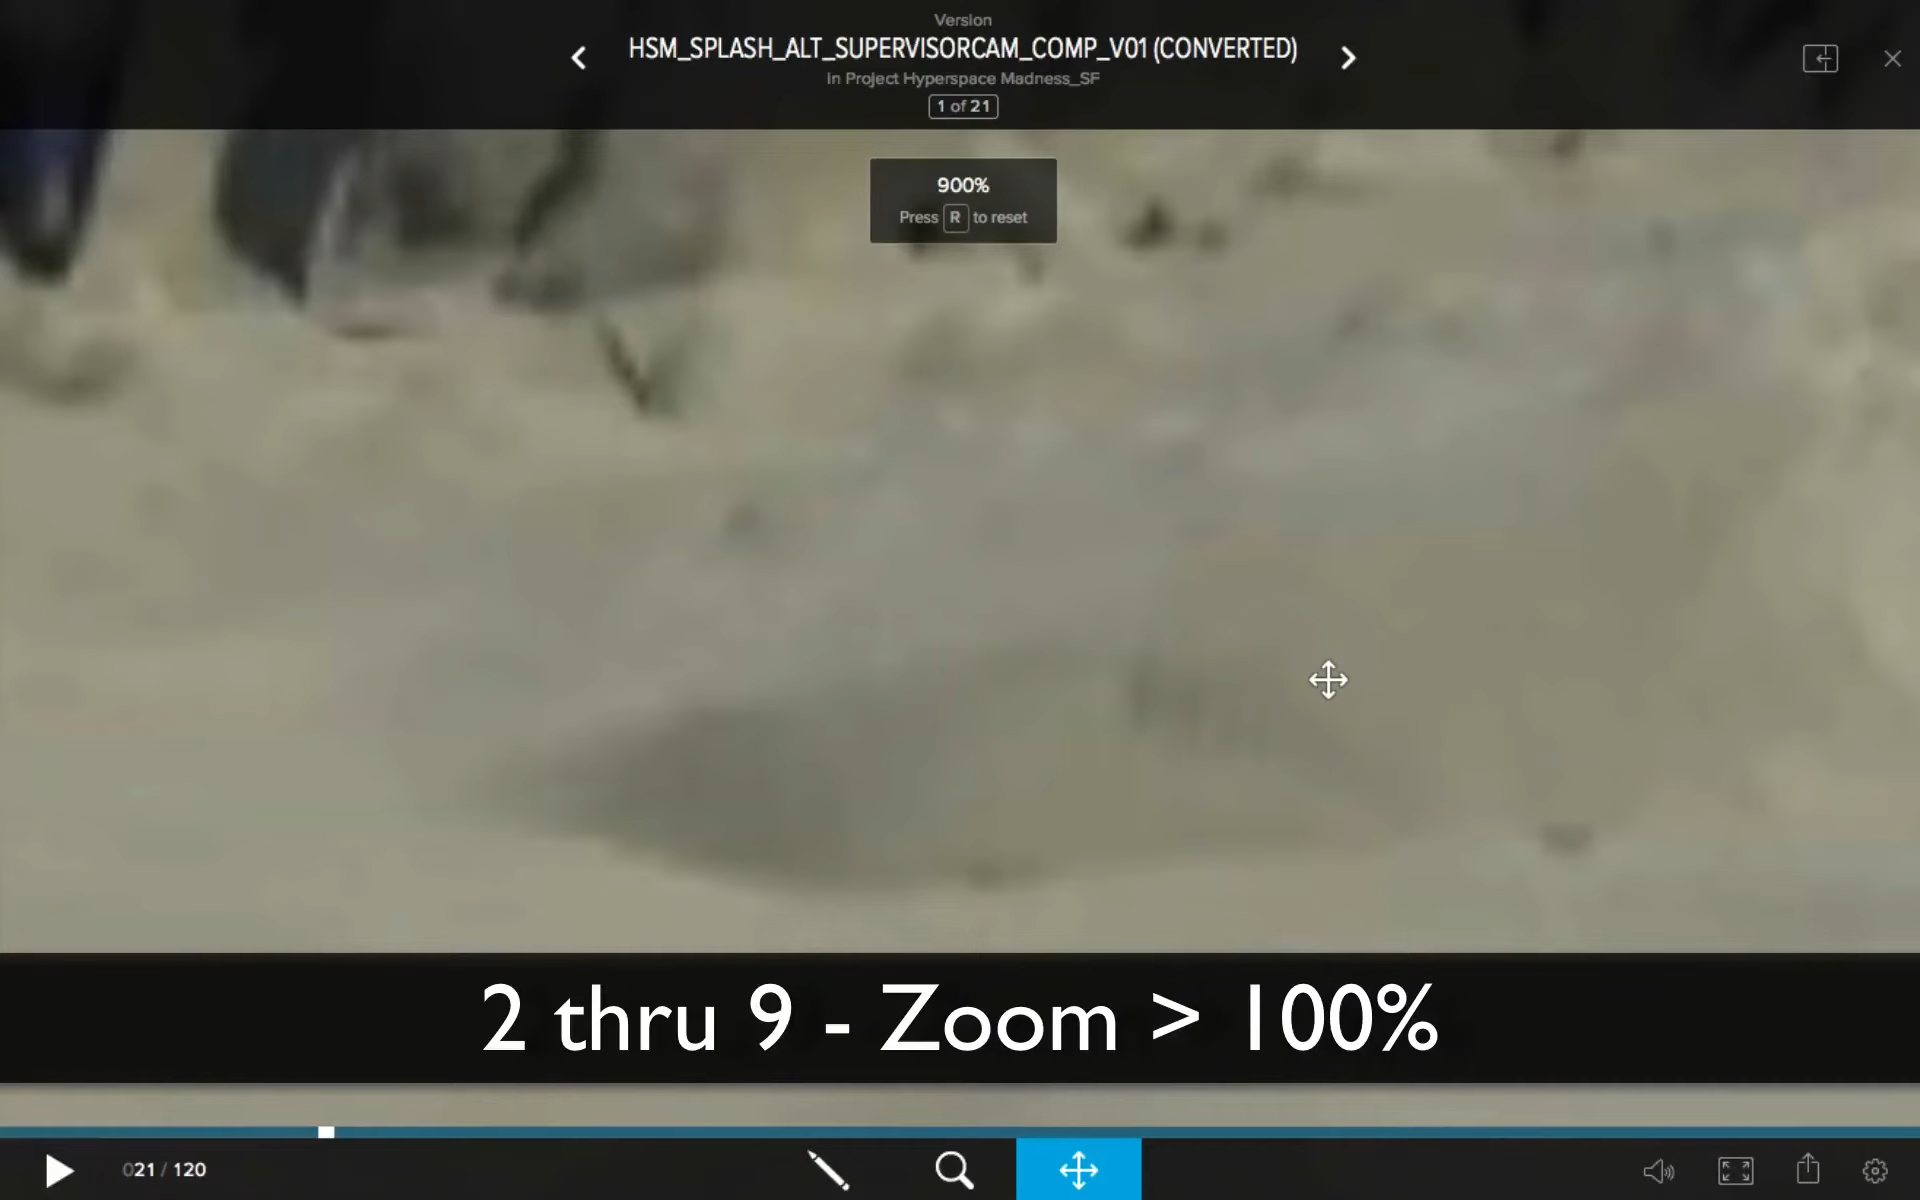 Version
HSM_SPLASH_ALT_SUPERVISORCAM_COMP_V01 (CONVERTED)
In Project Hyperspace Madness_SF
1 of 21
900%
Press R to reset
2 thru 9 - Zoom > 100%
021 / 120